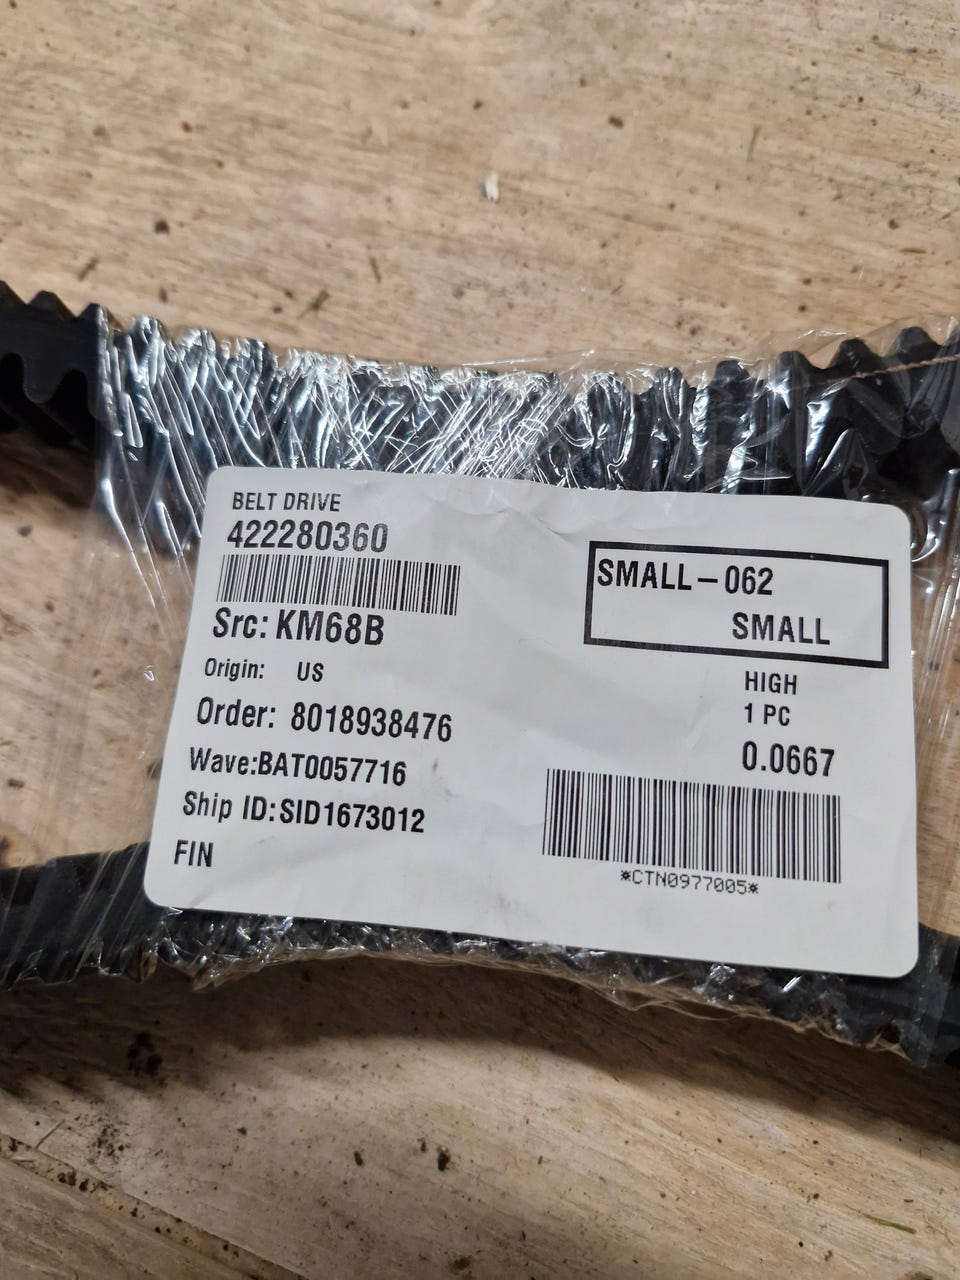 BELT DRIVE
422280360
Src: KM68B
Origin: US
Order: 8018938476
Wave:BAT0057716
Ship ID:SID1673012
FIN
SMALL-062
SMALL
HIGH
1 PC
0.0667
*CTN0977005*